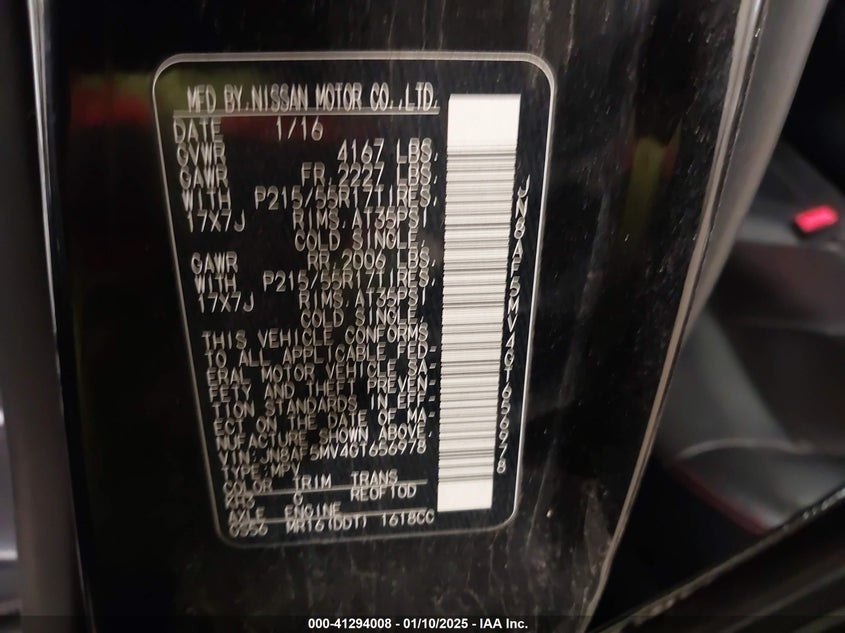 MFD BY.NISSAN MOTOR CO.,LTD.
DATE 1/16
GVWR 4167 LBS.
GAWR FR.2227 LBS.
WITH P215/55R17TIRES,
17X7J RIMS.AT35PSI
COLD SINGLE.
GAWR RR.2006 LBS.
WITH P215/55R17TIRES,
17X7J RIMS.AT35PSI
COLD SINGLE.
THIS VEHICLE CONFORMS
TO ALL APPLICABLE FED-
ERAL MOTOR VEHICLE SA-
FETY AND THEFT PREVEN-
TION STANDARDS IN EFF-
ECT ON THE DATE OF MA-
NUFACTURE SHOWN ABOVE.
VIN:JN8AF5MV4GT656978
TYPE:MPV
COLOR TRIM TRANS
G RE0F10D
AXLE ENGINE
MR16(DDT) 1618CC
JN8AF5MV4GT656978
000-41294008 - 01/10/2025 - IAA Inc.